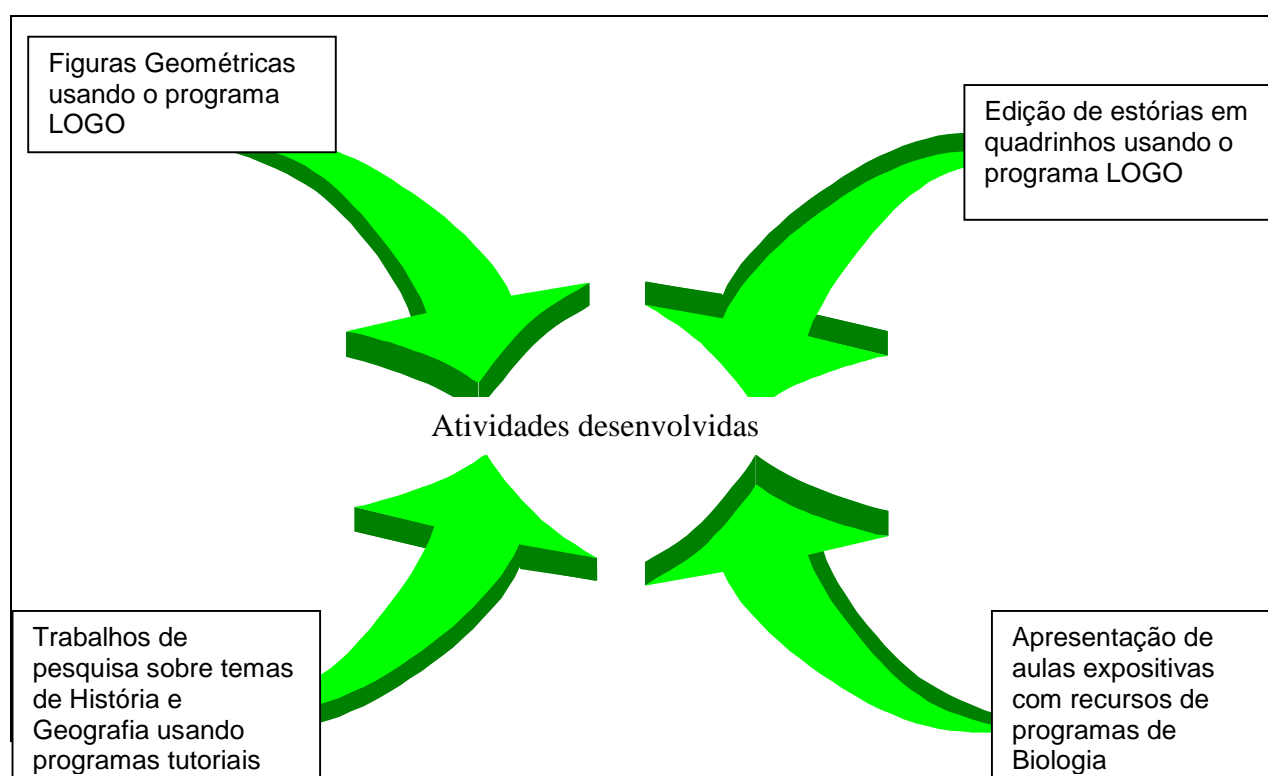 Figuras Geométricas
usando o programa
LOGO
Edição de estórias em
quadrinhos usando o
programa LOGO
Atividades desenvolvidas
Trabalhos de
pesquisa sobre temas
de História e
Geografia usando
programas tutoriais
Apresentação de
aulas expositivas
com recursos de
programas de
Biologia